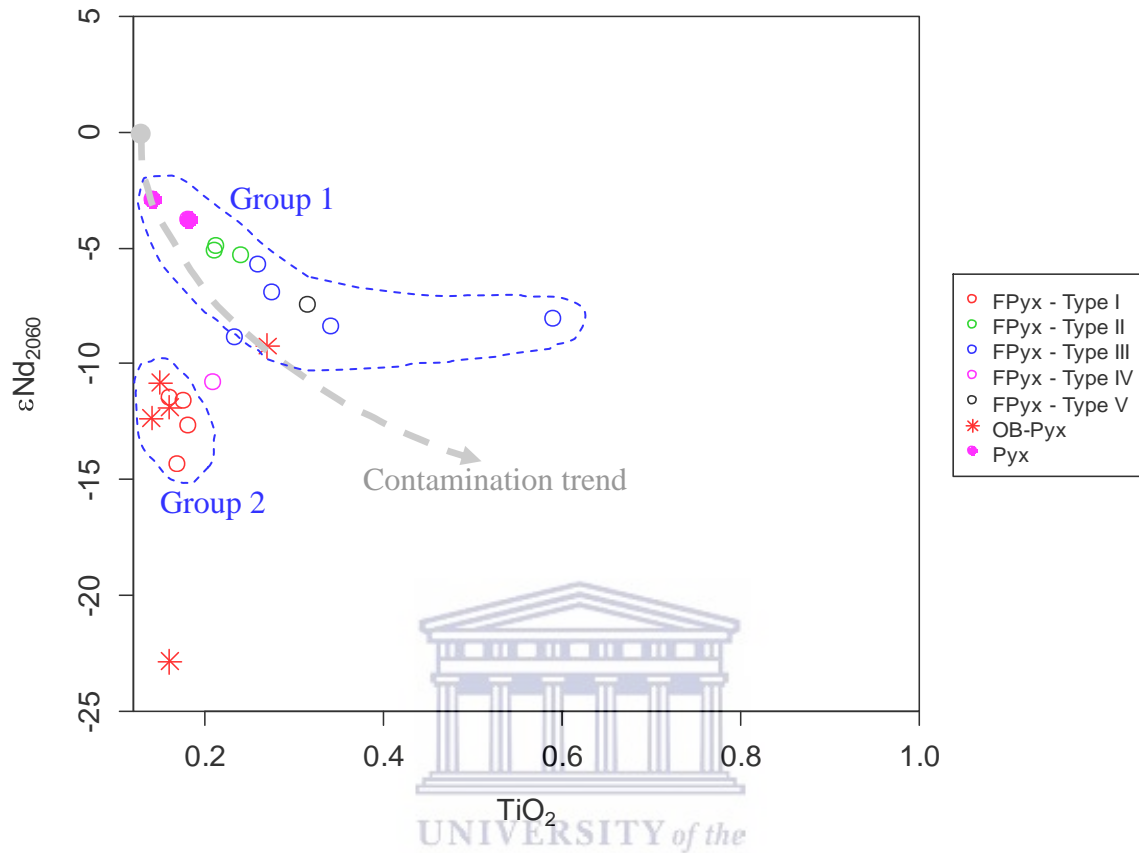 5
0
-5
-10
-15
-20
-25
εNd2060
Group 1
Group 2
Contamination trend
0.2 0.4 0.6 0.8 1.0
TiO2
FPyx - Type I
FPyx - Type II
FPyx - Type III
FPyx - Type IV
FPyx - Type V
OB-Pyx
Pyx
UNIVERSITY of the